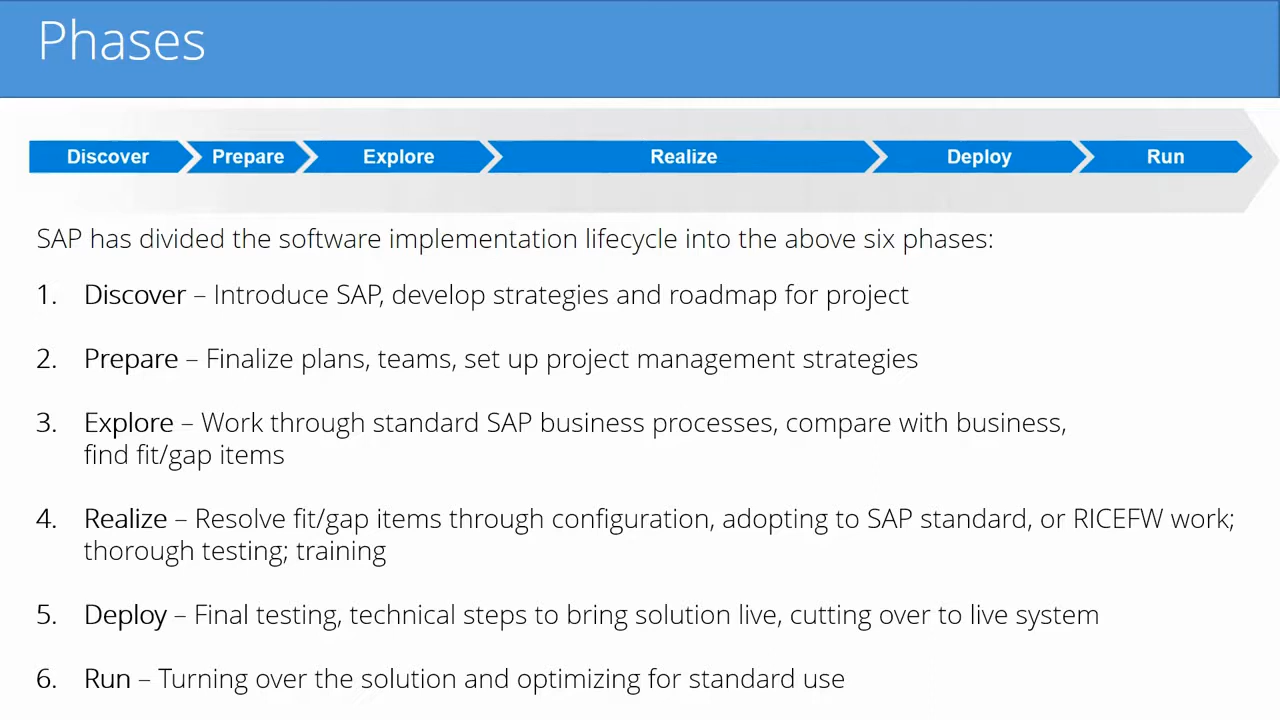 Phases
Discover
Prepare
Explore
Realize
Deploy
Run
SAP has divided the software implementation lifecycle into the above six phases:
1. Discover – Introduce SAP, develop strategies and roadmap for project
2. Prepare – Finalize plans, teams, set up project management strategies
3. Explore – Work through standard SAP business processes, compare with business,
find fit/gap items
4. Realize – Resolve fit/gap items through configuration, adopting to SAP standard, or RICEFW work;
thorough testing; training
5. Deploy – Final testing, technical steps to bring solution live, cutting over to live system
6. Run – Turning over the solution and optimizing for standard use